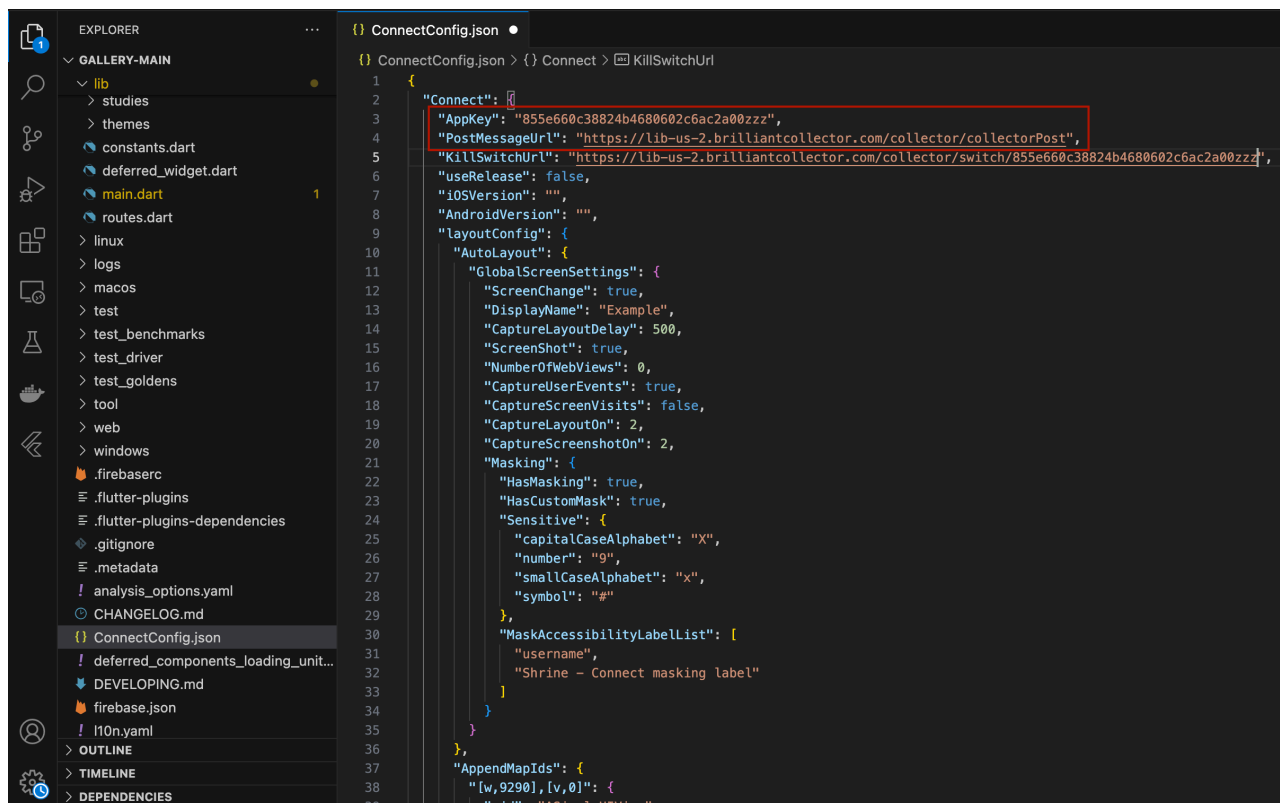 EXPLORER
GALLERY-MAIN
lib
studies
themes
constants.dart
deferred_widget.dart
main.dart 1
routes.dart
linux
logs
macos
test
test_benchmarks
test_driver
test_goldens
tool
web
windows
.firebaserc
.flutter-plugins
.flutter-plugins-dependencies
.gitignore
.metadata
analysis_options.yaml
CHANGELOG.md
{} ConnectConfig.json
deferred_components_loading_unit...
DEVELOPING.md
firebase.json
l10n.yaml
OUTLINE
TIMELINE
DEPENDENCIES
1
{} ConnectConfig.json
{} ConnectConfig.json > {} Connect > abc KillSwitchUrl
1 {
2 "Connect": {
3 "AppKey": "855e660c38824b4680602c6ac2a00zzz",
4 "PostMessageUrl": "https://lib-us-2.brilliantcollector.com/collector/collectorPost",
5 "KillSwitchUrl": "https://lib-us-2.brilliantcollector.com/collector/switch/855e660c38824b4680602c6ac2a00zzz",
6 "useRelease": false,
7 "iOSVersion": "",
8 "AndroidVersion": "",
9 "layoutConfig": {
10 "AutoLayout": {
11 "GlobalScreenSettings": {
12 "ScreenChange": true,
13 "DisplayName": "Example",
14 "CaptureLayoutDelay": 500,
15 "ScreenShot": true,
16 "NumberOfWebViews": 0,
17 "CaptureUserEvents": true,
18 "CaptureScreenVisits": false,
19 "CaptureLayoutOn": 2,
20 "CaptureScreenshotOn": 2,
21 "Masking": {
22 "HasMasking": true,
23 "HasCustomMask": true,
24 "Sensitive": {
25 "capitalCaseAlphabet": "X",
26 "number": "9",
27 "smallCaseAlphabet": "x",
28 "symbol": "#"
29 },
30 "MaskAccessibilityLabelList": [
31 "username",
32 "Shrine – Connect masking label"
33 ]
34 }
35 }
36 },
37 "AppendMapIds": {
38 "[w,9290],[v,0]": {